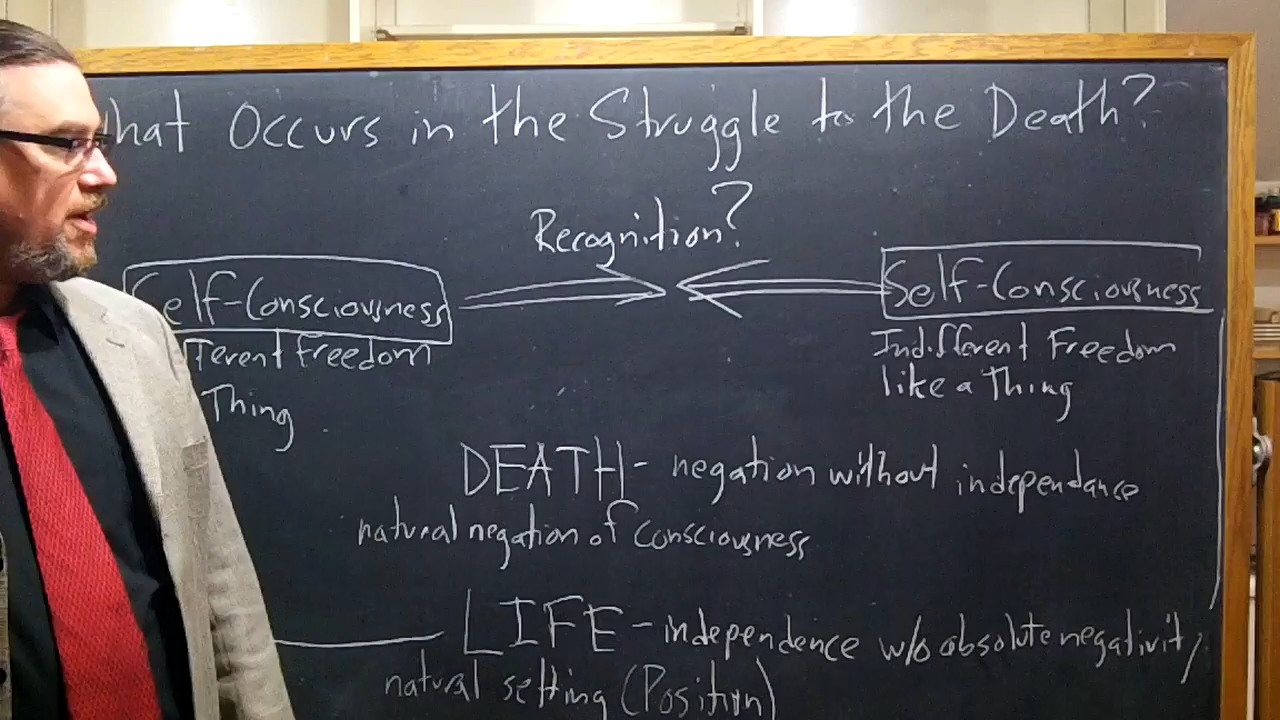 hat Occurs in the Struggle to the Death?
Recognition?
Self-Consciousness
Self-Consciousness
fferent Freedom
Thing
Indifferent Freedom
like a Thing
DEATH- negation without independance
natural negation of consciousness
LIFE-independence w/o absolute negativity
natural setting (Position)